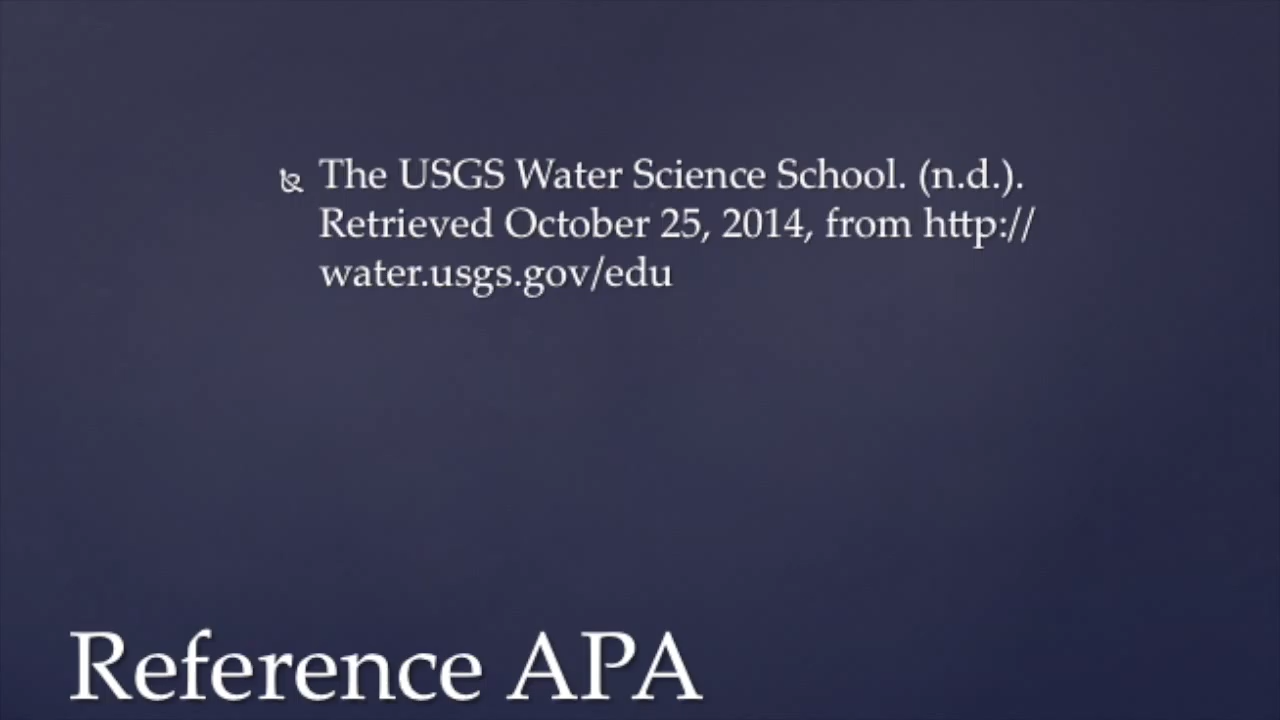 The USGS Water Science School. (n.d.).
Retrieved October 25, 2014, from http://
water.usgs.gov/edu
Reference APA